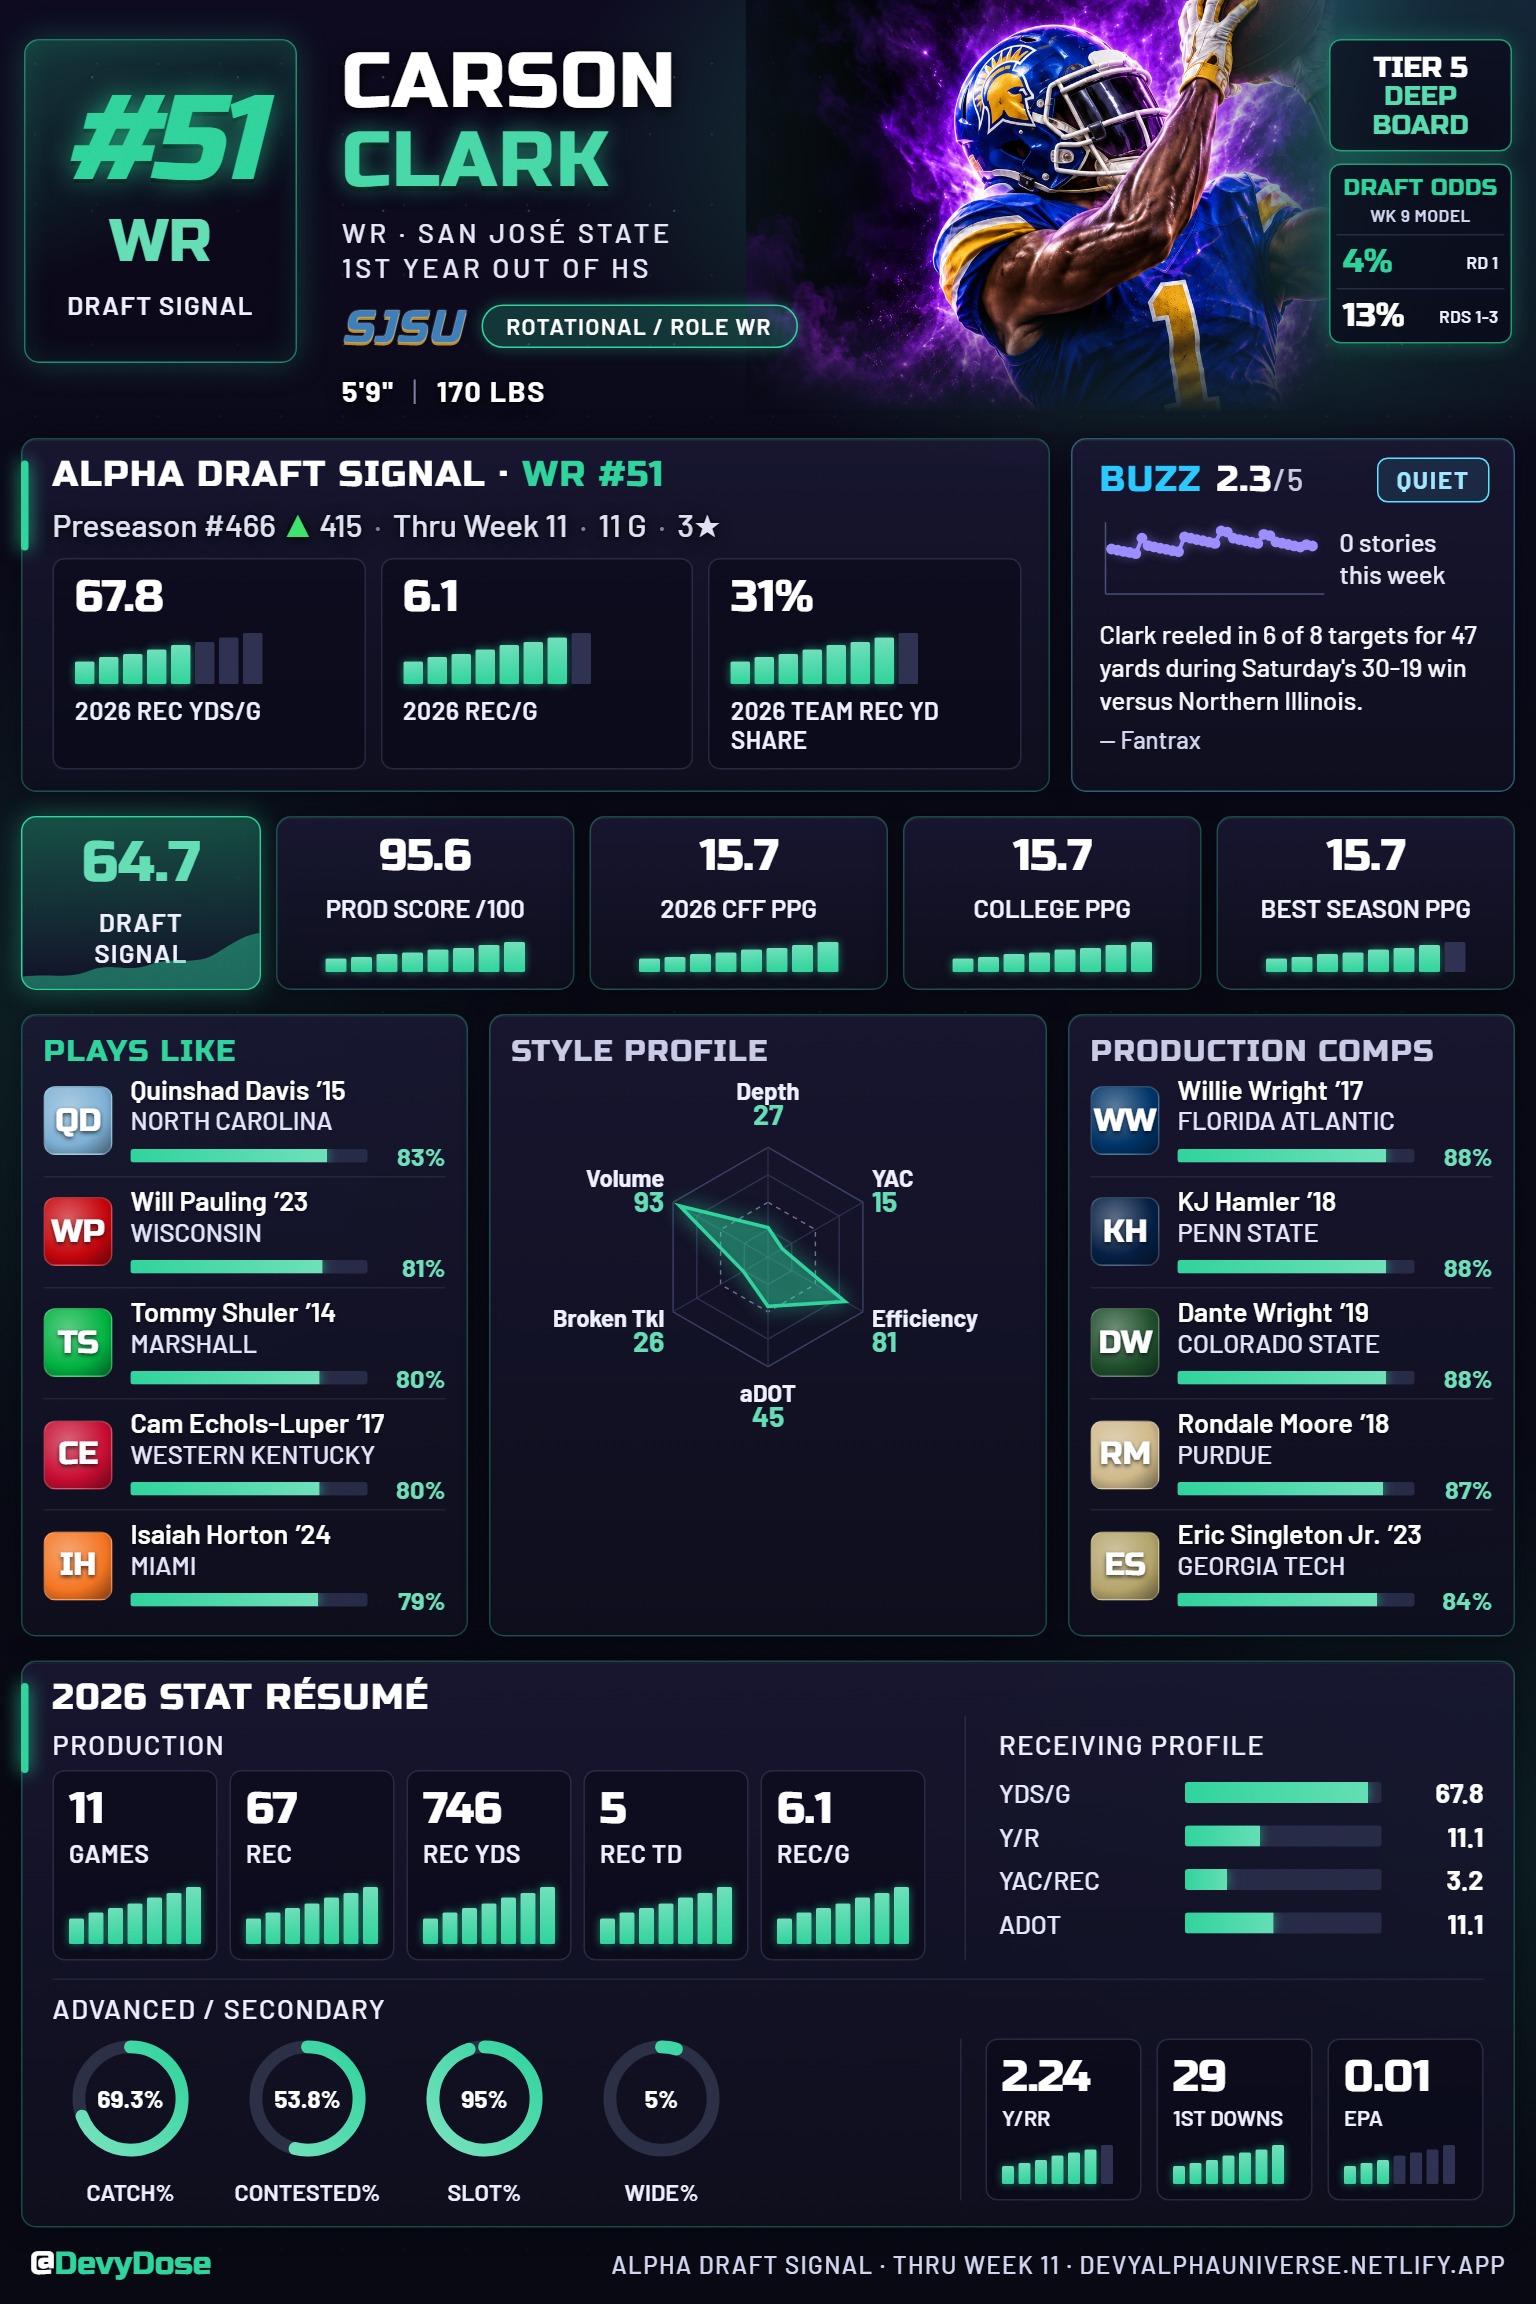 #51
WR
DRAFT SIGNAL
CARSON
CLARK
WR · SAN JOSÉ STATE
1ST YEAR OUT OF HS
SJSU
ROTATIONAL / ROLE WR
5'9" | 170 LBS
1
TIER 5
DEEP
BOARD
DRAFT ODDS
WK 9 MODEL
4% RD 1
13% RDS 1-3
ALPHA DRAFT SIGNAL · WR #51
Preseason #466 ▲ 415 · Thru Week 11 · 11 G · 3★
67.8
2026 REC YDS/G
6.1
2026 REC/G
31%
2026 TEAM REC YD
SHARE
BUZZ 2.3/5
QUIET
0 stories
this week
Clark reeled in 6 of 8 targets for 47
yards during Saturday's 30-19 win
versus Northern Illinois.
— Fantrax
64.7
DRAFT
SIGNAL
95.6
PROD SCORE /100
15.7
2026 CFF PPG
15.7
COLLEGE PPG
15.7
BEST SEASON PPG
PLAYS LIKE
QD
Quinshad Davis ’15
NORTH CAROLINA
83%
WP
Will Pauling ’23
WISCONSIN
81%
TS
Tommy Shuler ’14
MARSHALL
80%
CE
Cam Echols-Luper ’17
WESTERN KENTUCKY
80%
IH
Isaiah Horton ’24
MIAMI
79%
STYLE PROFILE
Depth
27
YAC
15
Efficiency
81
aDOT
45
Broken Tkl
26
Volume
93
PRODUCTION COMPS
WW
Willie Wright ’17
FLORIDA ATLANTIC
88%
KH
KJ Hamler ’18
PENN STATE
88%
DW
Dante Wright ’19
COLORADO STATE
88%
RM
Rondale Moore ’18
PURDUE
87%
ES
Eric Singleton Jr. ’23
GEORGIA TECH
84%
2026 STAT RÉSUMÉ
PRODUCTION
11
GAMES
67
REC
746
REC YDS
5
REC TD
6.1
REC/G
RECEIVING PROFILE
YDS/G 67.8
Y/R 11.1
YAC/REC 3.2
ADOT 11.1
ADVANCED / SECONDARY
69.3%
CATCH%
53.8%
CONTESTED%
95%
SLOT%
5%
WIDE%
2.24
Y/RR
29
1ST DOWNS
0.01
EPA
@DevyDose
ALPHA DRAFT SIGNAL · THRU WEEK 11 · DEVYALPHAUNIVERSE.NETLIFY.APP